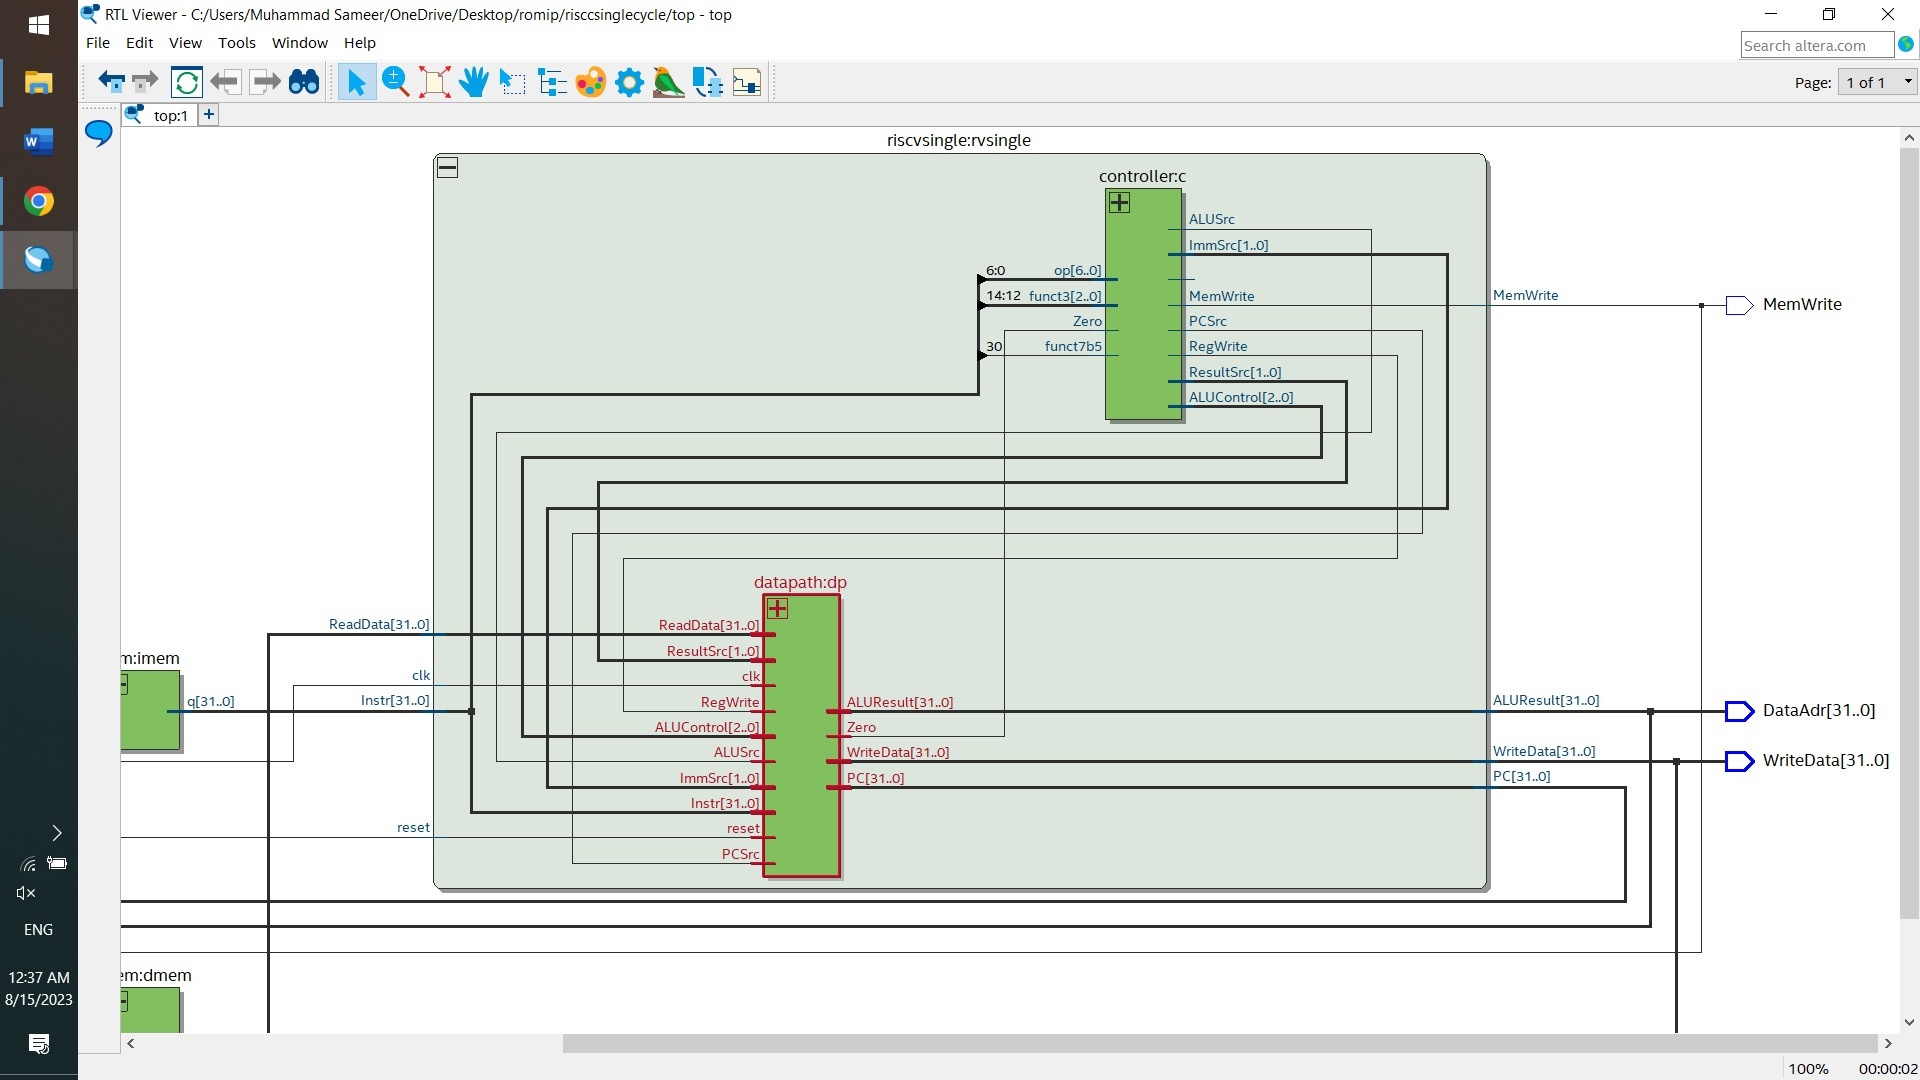 RTL Viewer - C:/Users/Muhammad Sameer/OneDrive/Desktop/romip/risccsinglecycle/top - top
File Edit View Tools Window Help
Search altera.com
Page: 1 of 1
top:1
riscvsingle:rvsingle
controller:c
ALUSrc
ImmSrc[1..0]
6:0 op[6..0]
14:12 funct3[2..0] MemWrite MemWrite MemWrite
Zero PCSrc
30 funct7b5 RegWrite
ResultSrc[1..0]
ALUControl[2..0]
datapath:dp
ReadData[31..0] ReadData[31..0]
ResultSrc[1..0]
m:imem
clk clk
q[31..0] Instr[31..0] RegWrite ALUResult[31..0] ALUResult[31..0] DataAdr[31..0]
ALUControl[2..0] Zero
ALUSrc WriteData[31..0] WriteData[31..0] WriteData[31..0]
ImmSrc[1..0] PC[31..0] PC[31..0]
Instr[31..0]
reset reset
PCSrc
em:dmem
ENG
12:37 AM
8/15/2023
100% 00:00:02